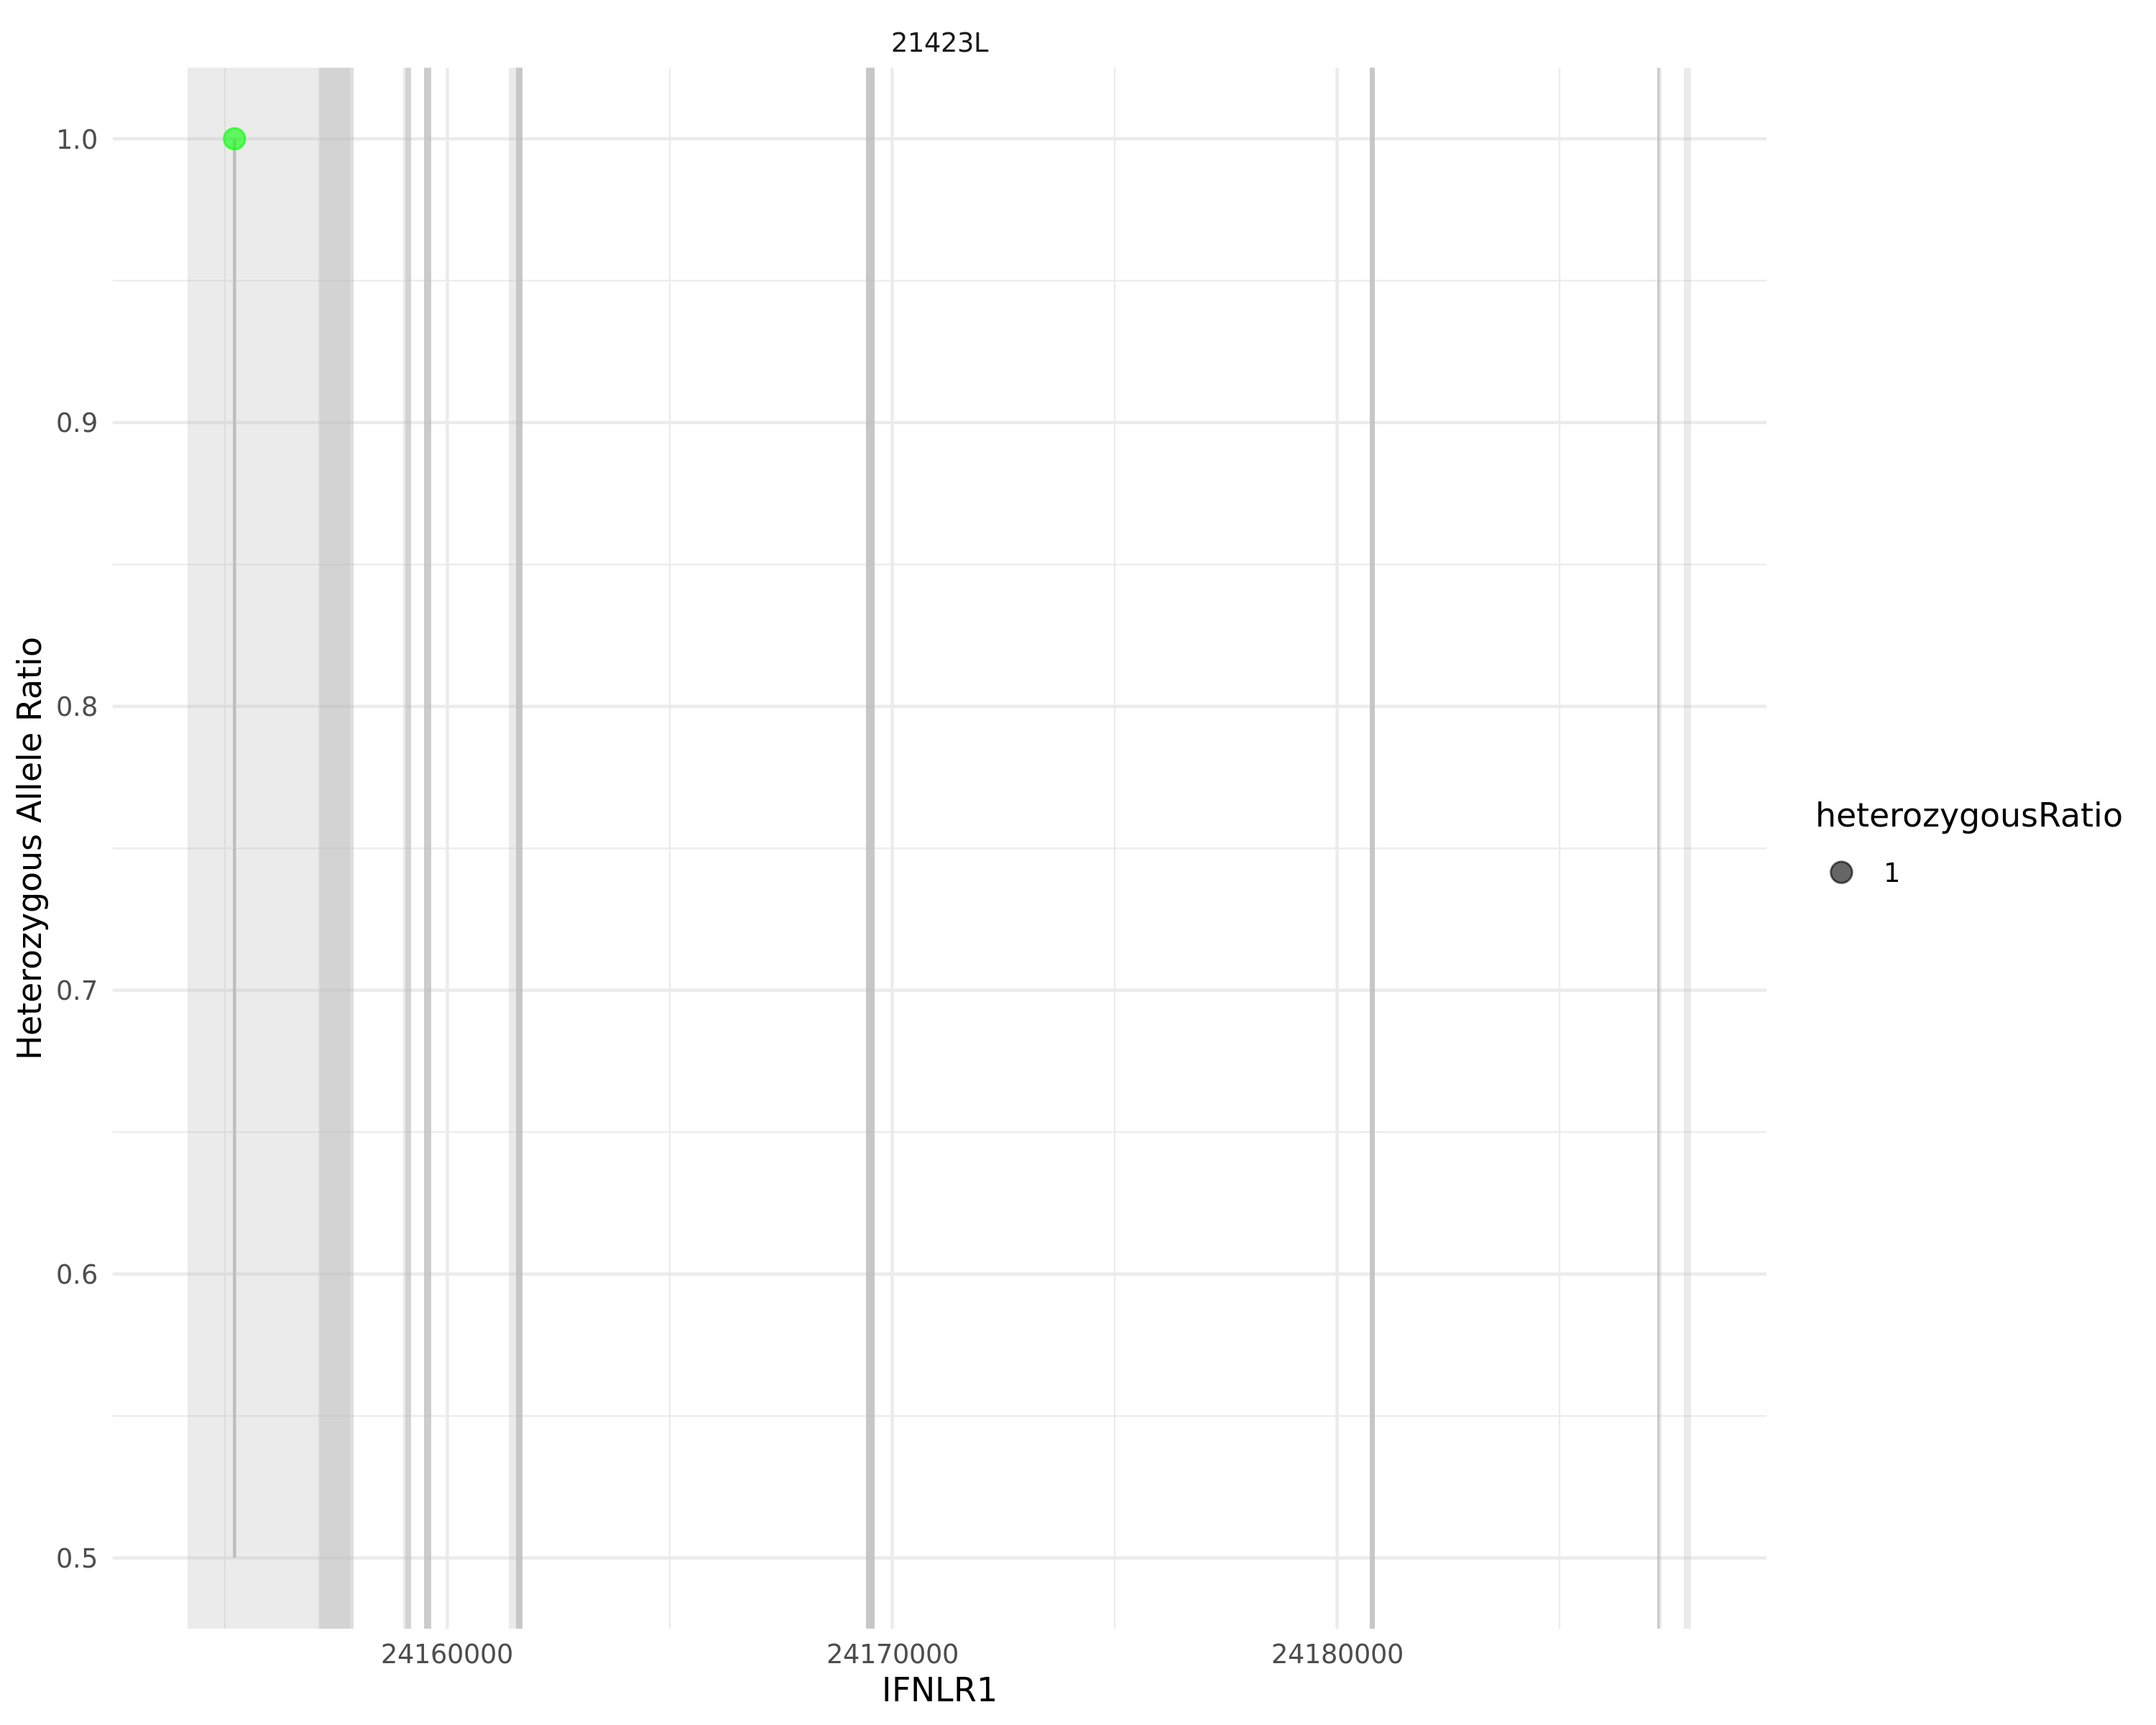 21423L
1.0
0.9
0.8
0.7
0.6
0.5
Heterozygous Allele Ratio
24160000 24170000 24180000
IFNLR1
heterozygousRatio
1